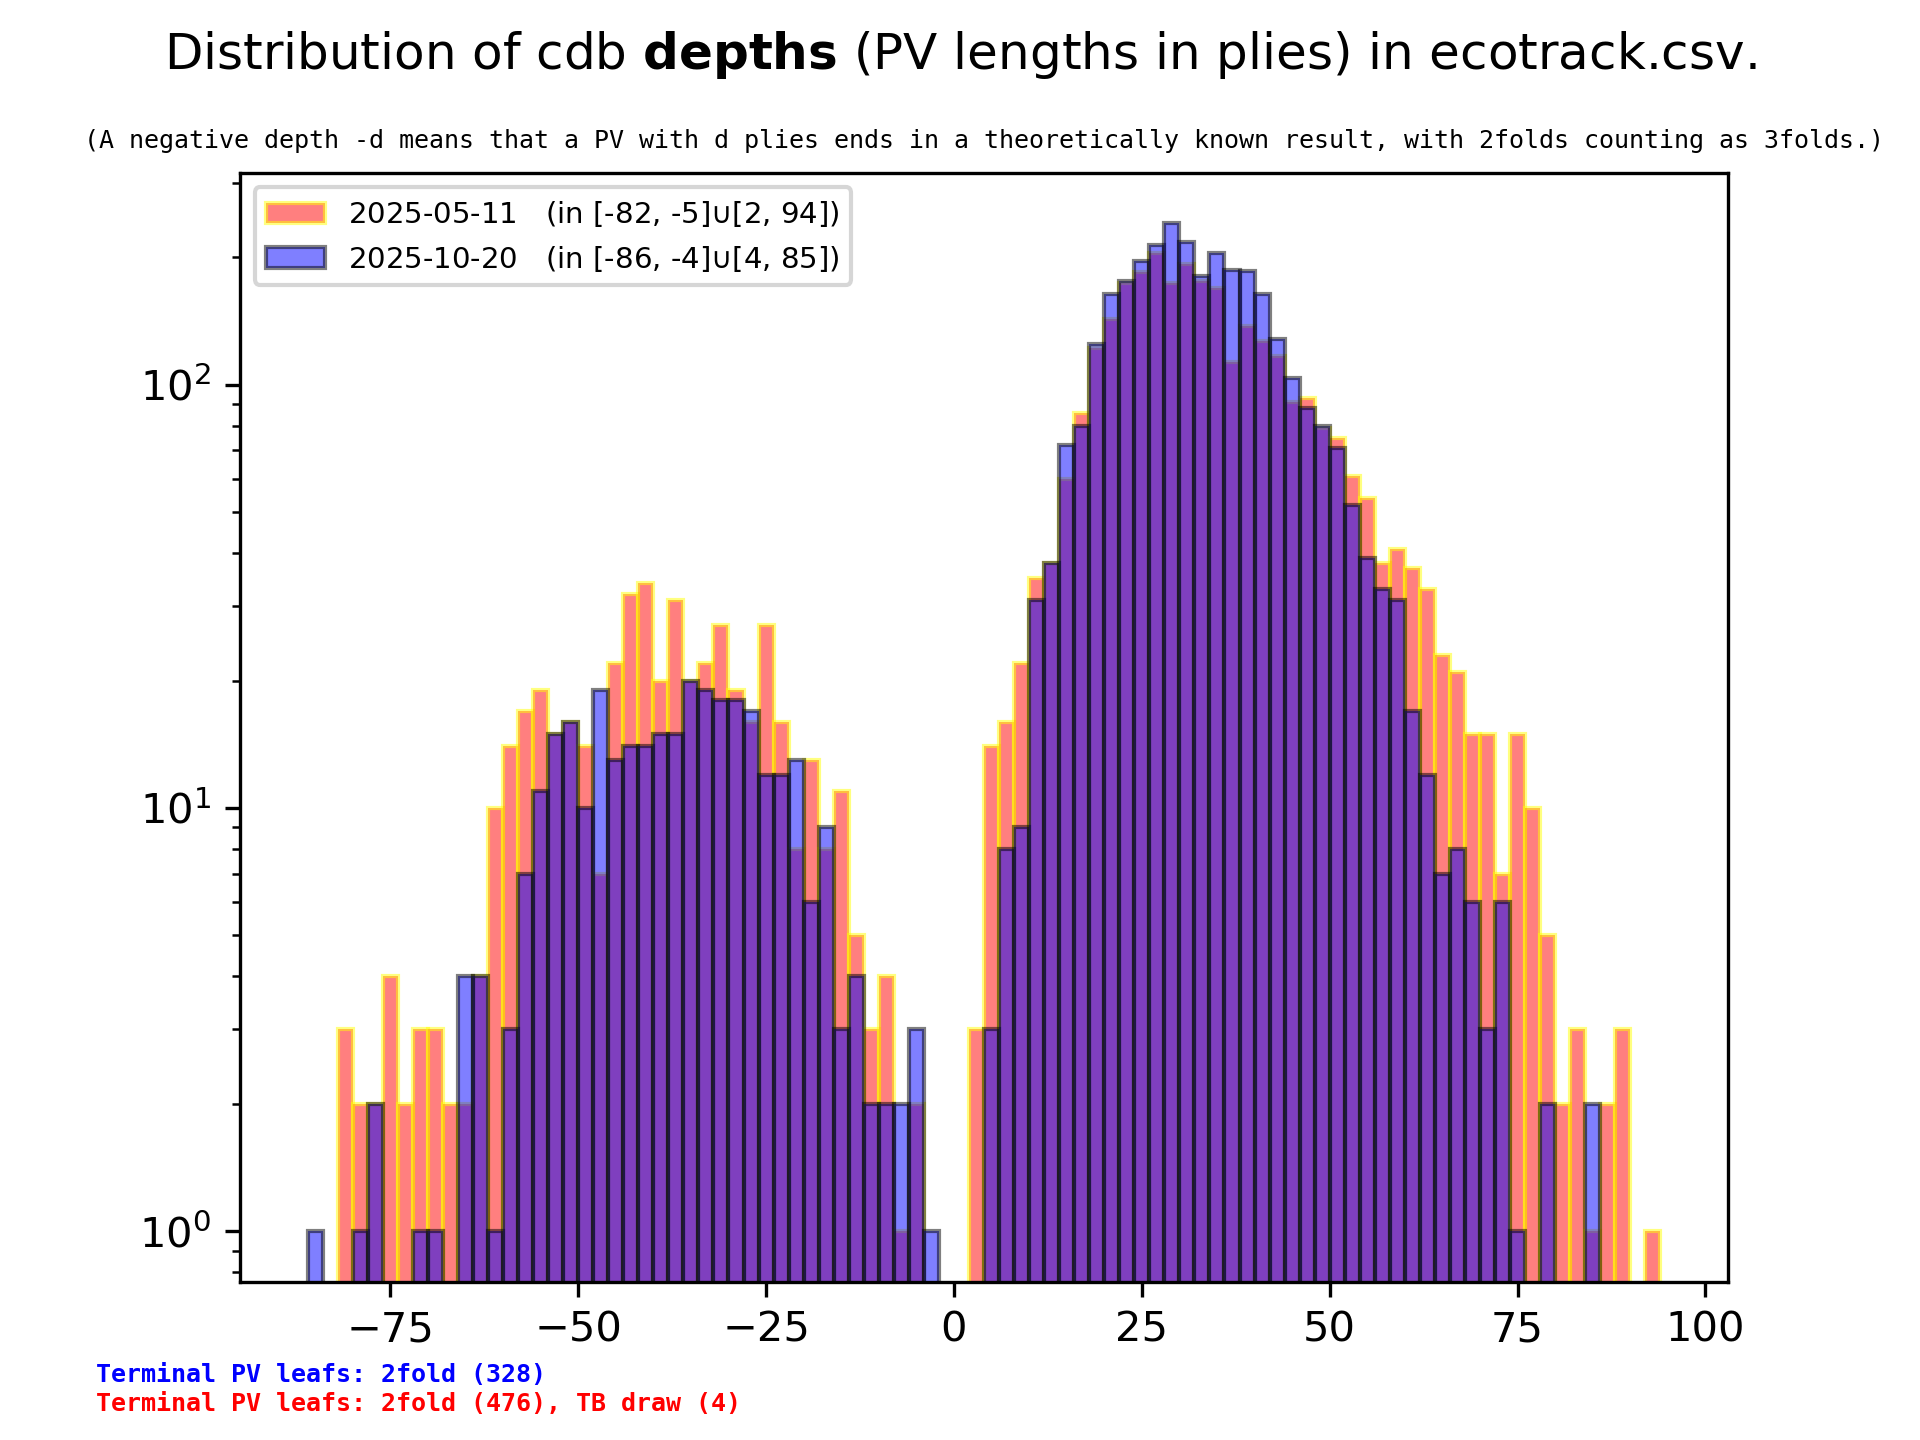 Distribution of cdb depths (PV lengths in plies) in ecotrack.csv.
(A negative depth -d means that a PV with d plies ends in a theoretically known result, with 2folds counting as 3folds.)
2025-05-11 (in [-82, -5]∪[2, 94])
2025-10-20 (in [-86, -4]∪[4, 85])
10²
10¹
10⁰
−75 −50 −25 0 25 50 75 100
Terminal PV leafs: 2fold (328)
Terminal PV leafs: 2fold (476), TB draw (4)